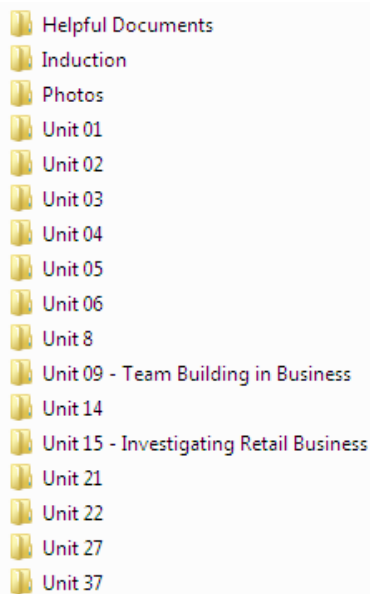 Helpful Documents
Induction
Photos
Unit 01
Unit 02
Unit 03
Unit 04
Unit 05
Unit 06
Unit 8
Unit 09 - Team Building in Business
Unit 14
Unit 15 - Investigating Retail Business
Unit 21
Unit 22
Unit 27
Unit 37